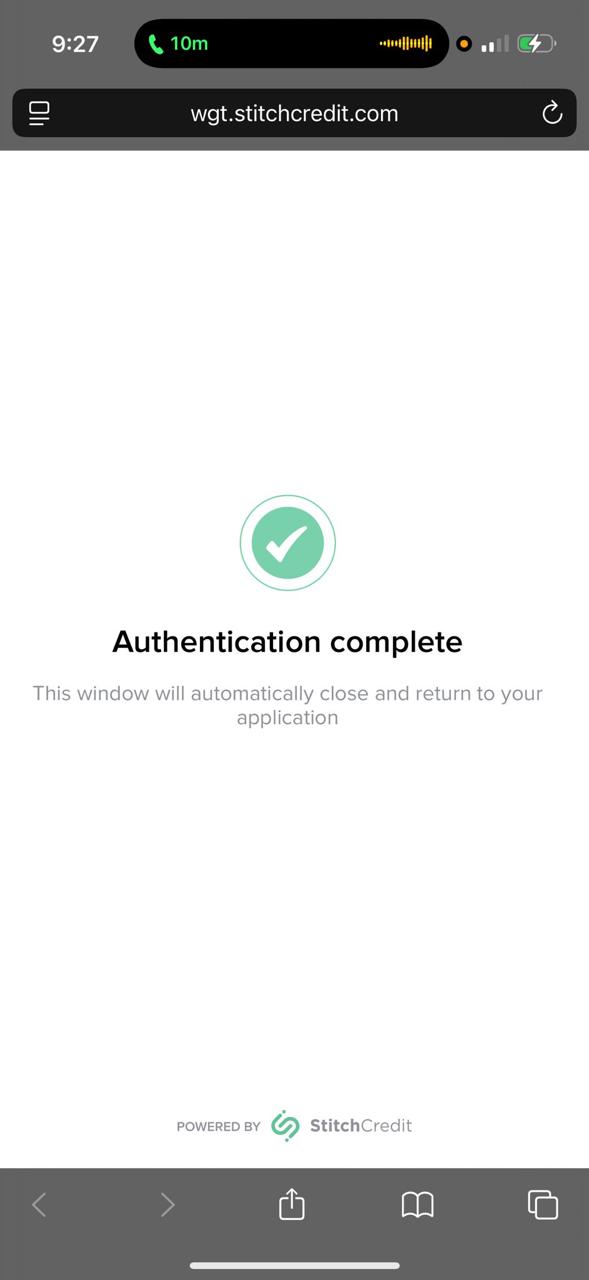 9:27
10m
wgt.stitchcredit.com
Authentication complete
This window will automatically close and return to your
application
POWERED BY StitchCredit